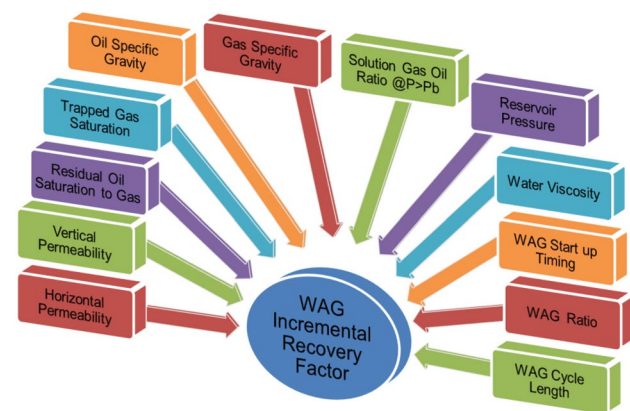 Oil Specific
Gravity
Gas Specific
Gravity
Solution Gas Oil
Ratio @P>Pb
Reservoir
Pressure
Trapped Gas
Saturation
Water Viscosity
Residual Oil
Saturation to Gas
WAG Start up
Timing
Vertical
Permeability
WAG Ratio
Horizontal
Permeability
WAG Cycle
Length
WAG
Incremental
Recovery
Factor